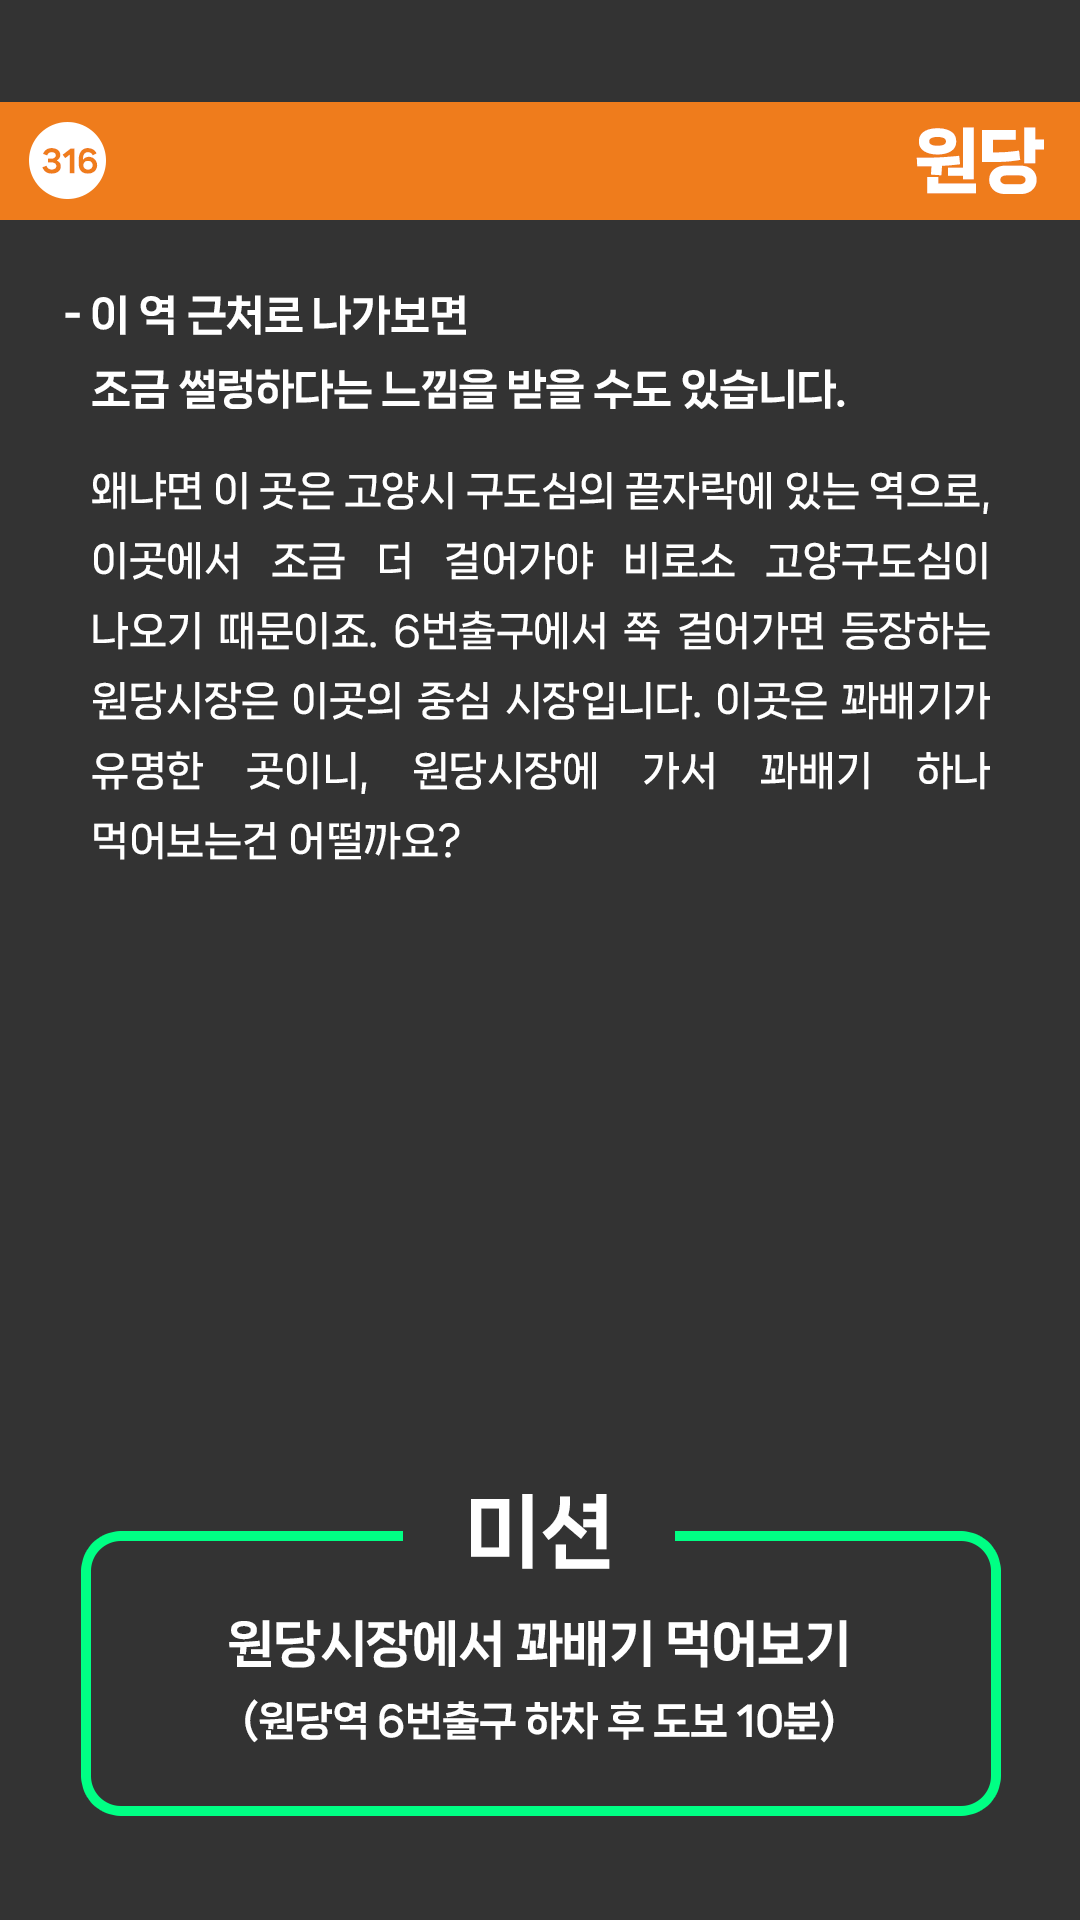 316
원당
- 이 역 근처로 나가보면
조금 썰렁하다는 느낌을 받을 수도 있습니다.
왜냐면 이 곳은 고양시 구도심의 끝자락에 있는 역으로,
이곳에서 조금 더 걸어가야 비로소 고양구도심이
나오기 때문이죠. 6번출구에서 쭉 걸어가면 등장하는
원당시장은 이곳의 중심 시장입니다. 이곳은 꽈배기가
유명한 곳이니, 원당시장에 가서 꽈배기 하나
먹어보는건 어떨까요?
미션
원당시장에서 꽈배기 먹어보기
(원당역 6번출구 하차 후 도보 10분)